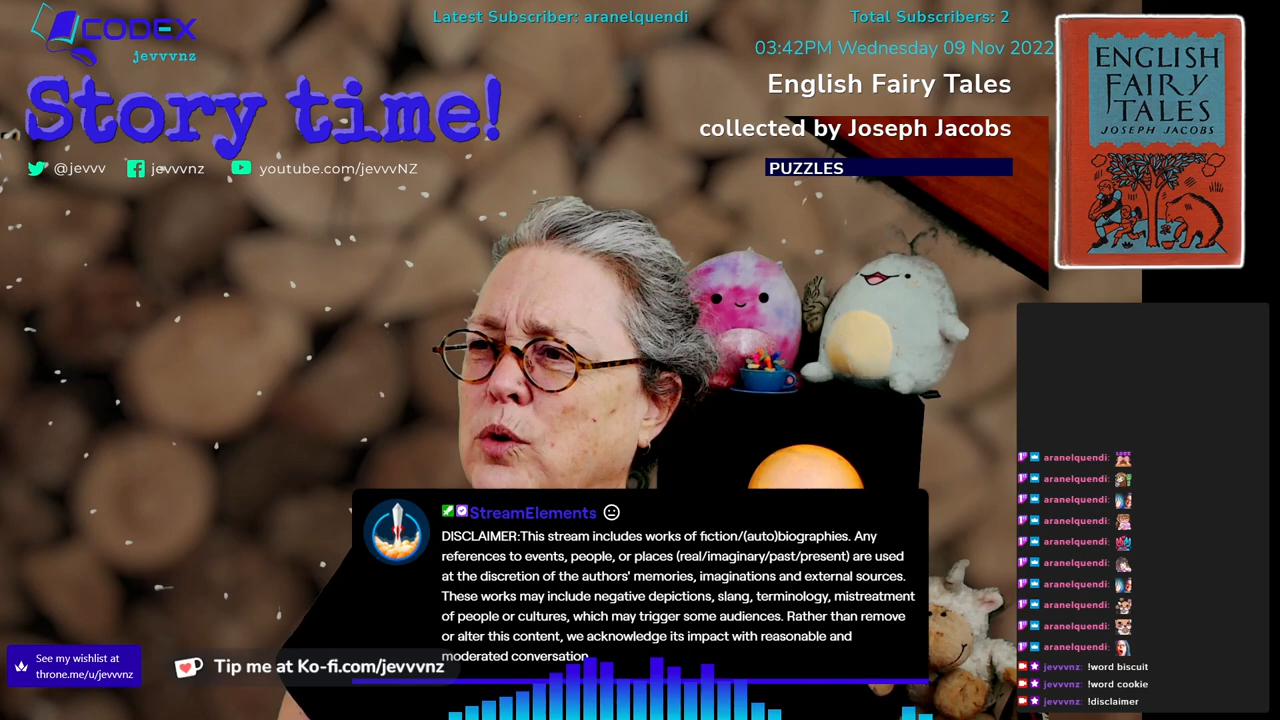 CODEX
jevvvnz
Story time!
@jevvv
jevvvnz
youtube.com/jevvvNZ
Latest Subscriber: aranelquendi
Total Subscribers: 2
03:42PM Wednesday 09 Nov 2022
English Fairy Tales
collected by Joseph Jacobs
PUZZLES
ENGLISH
FAIRY
TALES
JOSEPH JACOBS
StreamElements
DISCLAIMER:This stream includes works of fiction/(auto)biographies. Any
references to events, people, or places (real/imaginary/past/present) are used
at the discretion of the authors' memories, imaginations and external sources.
These works may include negative depictions, slang, terminology, mistreatment
of people or cultures, which may trigger some audiences. Rather than remove
or alter this content, we acknowledge its impact with reasonable and
moderated conversation
See my wishlist at
throne.me/u/jevvvnz
Tip me at Ko-fi.com/jevvvnz
aranelquendi:
aranelquendi:
aranelquendi:
aranelquendi:
aranelquendi:
aranelquendi:
aranelquendi:
aranelquendi:
aranelquendi:
aranelquendi:
jevvvnz: !word biscuit
jevvvnz: !word cookie
jevvvnz: !disclaimer